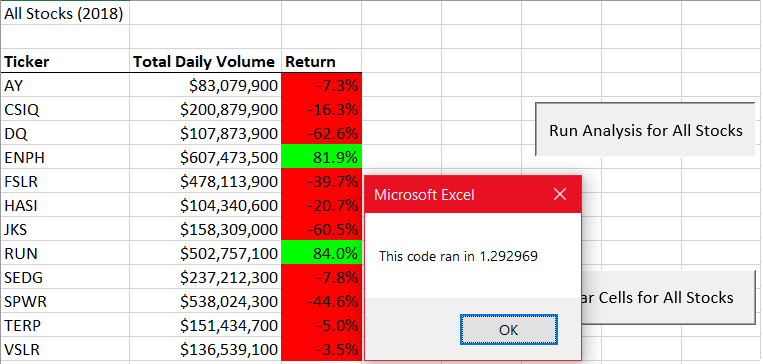 All Stocks (2018)
Ticker Total Daily Volume Return
AY $83,079,900 -7.3%
CSIQ $200,879,900 -16.3%
DQ $107,873,900 -62.6%
ENPH $607,473,500 81.9%
FSLR $478,113,900 -39.7%
HASI $104,340,600 -20.7%
JKS $158,309,000 -60.5%
RUN $502,757,100 84.0%
SEDG $237,212,300 -7.8%
SPWR $538,024,300 -44.6%
TERP $151,434,700 -5.0%
VSLR $136,539,100 -3.5%
Run Analysis for All Stocks
Microsoft Excel
This code ran in 1.292969
OK
ar Cells for All Stocks